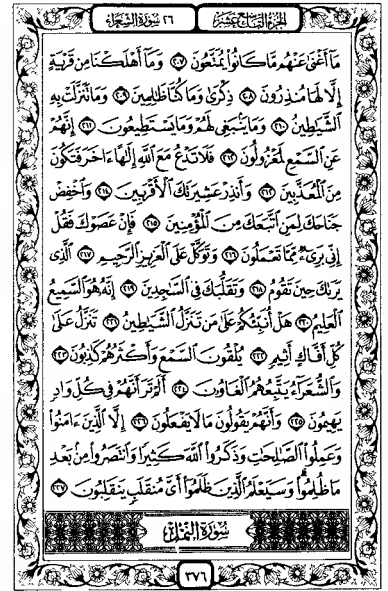 الجزء التاسع عشر
٢٦ سورة الشعراء
مَآ أَغْنَىٰ عَنْهُم مَّا كَانُوا۟ يُمَتَّعُونَ ٢٠٧ وَمَآ أَهْلَكْنَا مِن قَرْيَةٍ
إِلَّا لَهَا مُنذِرُونَ ٢٠٨ ذِكْرَىٰ وَمَا كُنَّا ظَٰلِمِينَ ٢٠٩ وَمَا تَنَزَّلَتْ بِهِ
ٱلشَّيَٰطِينُ ٢١٠ وَمَا يَنۢبَغِى لَهُمْ وَمَا يَسْتَطِيعُونَ ٢١١ إِنَّهُمْ
عَنِ ٱلسَّمْعِ لَمَعْزُولُونَ ٢١٢ فَلَا تَدْعُ مَعَ ٱللَّهِ إِلَٰهًا ءَاخَرَ فَتَكُونَ
مِنَ ٱلْمُعَذَّبِينَ ٢١٣ وَأَنذِرْ عَشِيرَتَكَ ٱلْأَقْرَبِينَ ٢١٤ وَٱخْفِضْ
جَنَاحَكَ لِمَنِ ٱتَّبَعَكَ مِنَ ٱلْمُؤْمِنِينَ ٢١٥ فَإِنْ عَصَوْكَ فَقُلْ
إِنِّى بَرِىٓءٌ مِّمَّا تَعْمَلُونَ ٢١٦ وَتَوَكَّلْ عَلَى ٱلْعَزِيزِ ٱلرَّحِيمِ ٢١٧ ٱلَّذِى
يَرَىٰكَ حِينَ تَقُومُ ٢١٨ وَتَقَلُّبَكَ فِى ٱلسَّٰجِدِينَ ٢١٩ إِنَّهُۥ هُوَ ٱلسَّمِيعُ
ٱلْعَلِيمُ ٢٢٠ هَلْ أُنَبِّئُكُمْ عَلَىٰ مَن تَنَزَّلُ ٱلشَّيَٰطِينُ ٢٢١ تَنَزَّلُ عَلَىٰ
كُلِّ أَفَّاكٍ أَثِيمٍ ٢٢٢ يُلْقُونَ ٱلسَّمْعَ وَأَكْثَرُهُمْ كَٰذِبُونَ ٢٢٣
وَٱلشُّعَرَآءُ يَتَّبِعُهُمُ ٱلْغَاوُۥنَ ٢٢٤ أَلَمْ تَرَ أَنَّهُمْ فِى كُلِّ وَادٍ
يَهِيمُونَ ٢٢٥ وَأَنَّهُمْ يَقُولُونَ مَا لَا يَفْعَلُونَ ٢٢٦ إِلَّا ٱلَّذِينَ ءَامَنُوا۟
وَعَمِلُوا۟ ٱلصَّٰلِحَٰتِ وَذَكَرُوا۟ ٱللَّهَ كَثِيرًا وَٱنتَصَرُوا۟ مِنۢ بَعْدِ
مَا ظُلِمُوا۟ وَسَيَعْلَمُ ٱلَّذِينَ ظَلَمُوٓا۟ أَىَّ مُنقَلَبٍ يَنقَلِبُونَ ٢٢٧
سورة النمل
٣٧٦